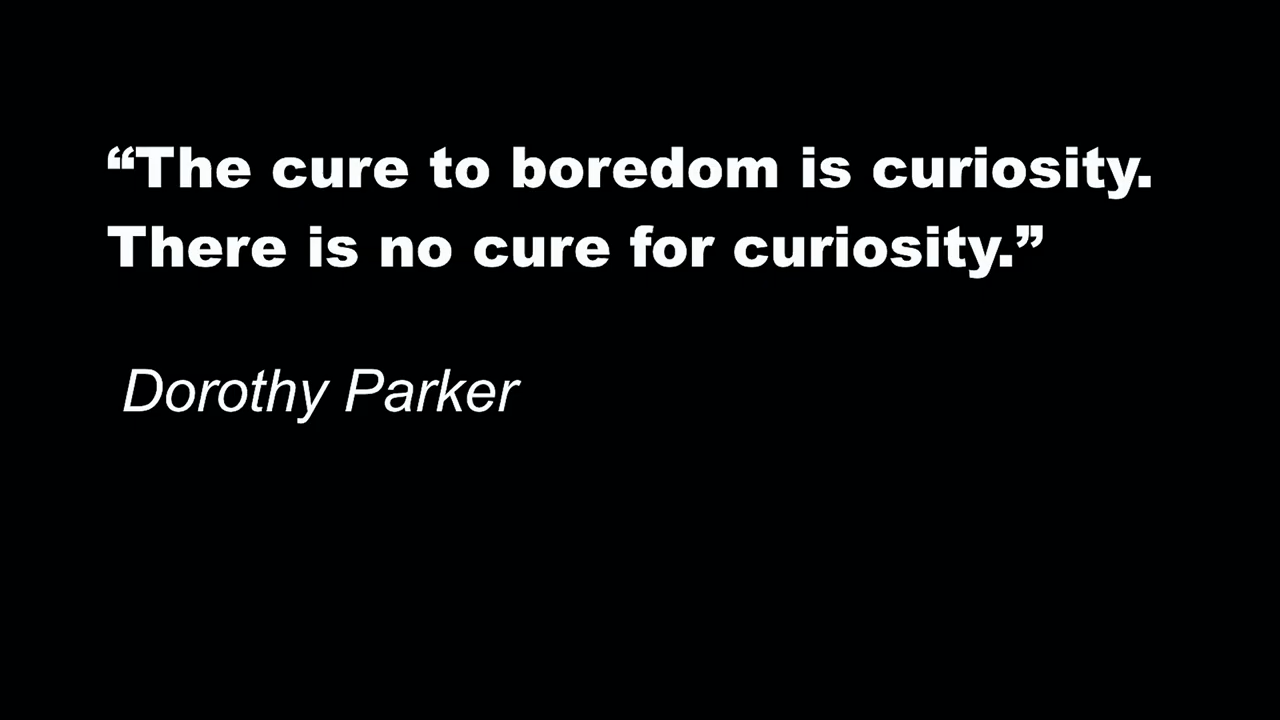 “The cure to boredom is curiosity.
There is no cure for curiosity.”
Dorothy Parker